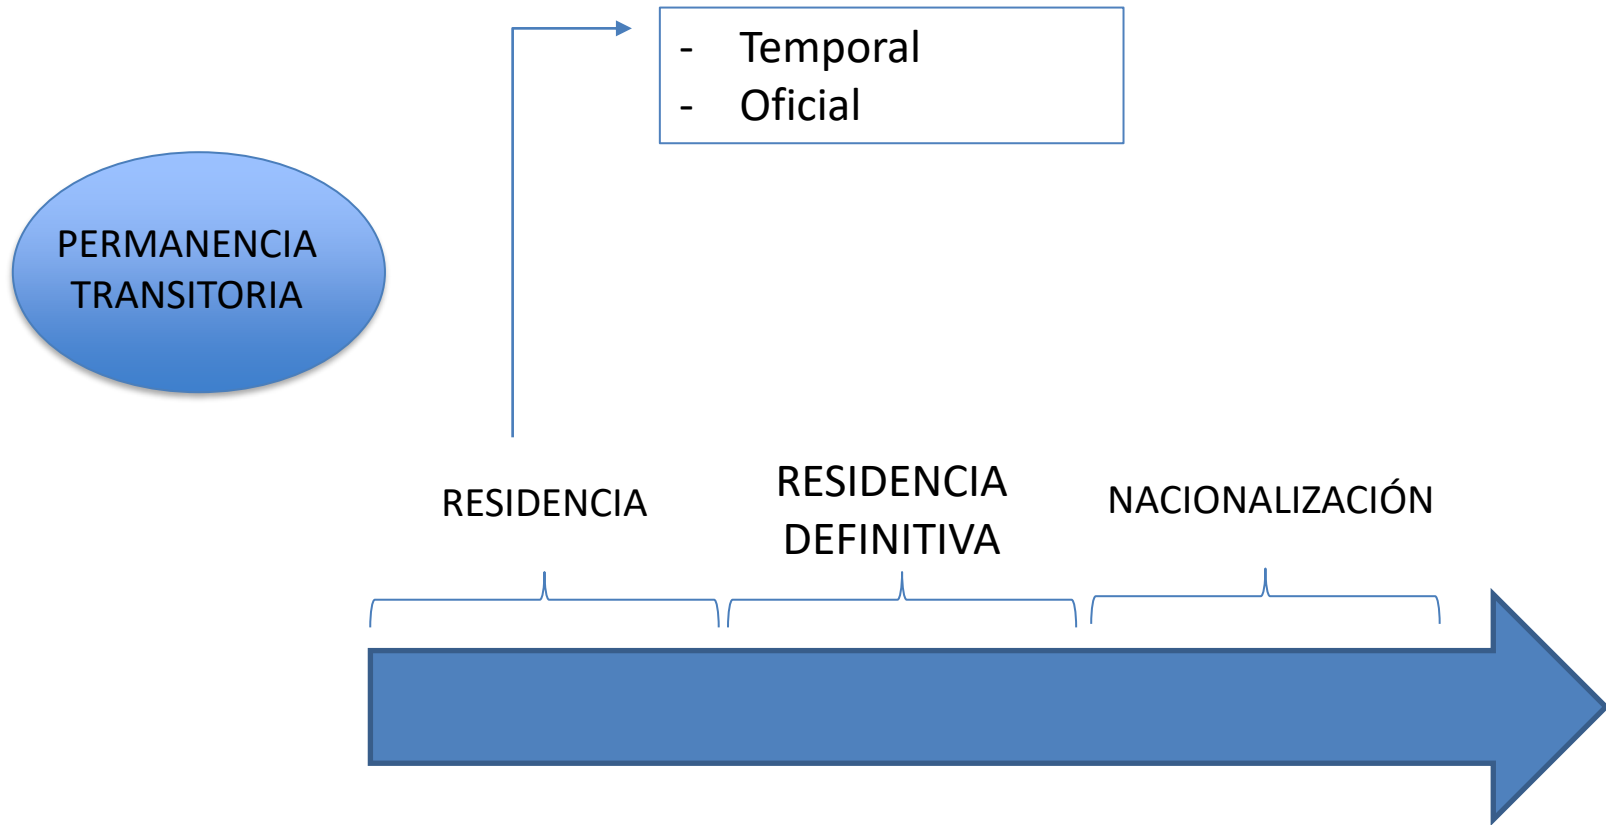 - Temporal
- Oficial
PERMANENCIA
TRANSITORIA
RESIDENCIA
RESIDENCIA
DEFINITIVA
NACIONALIZACIÓN